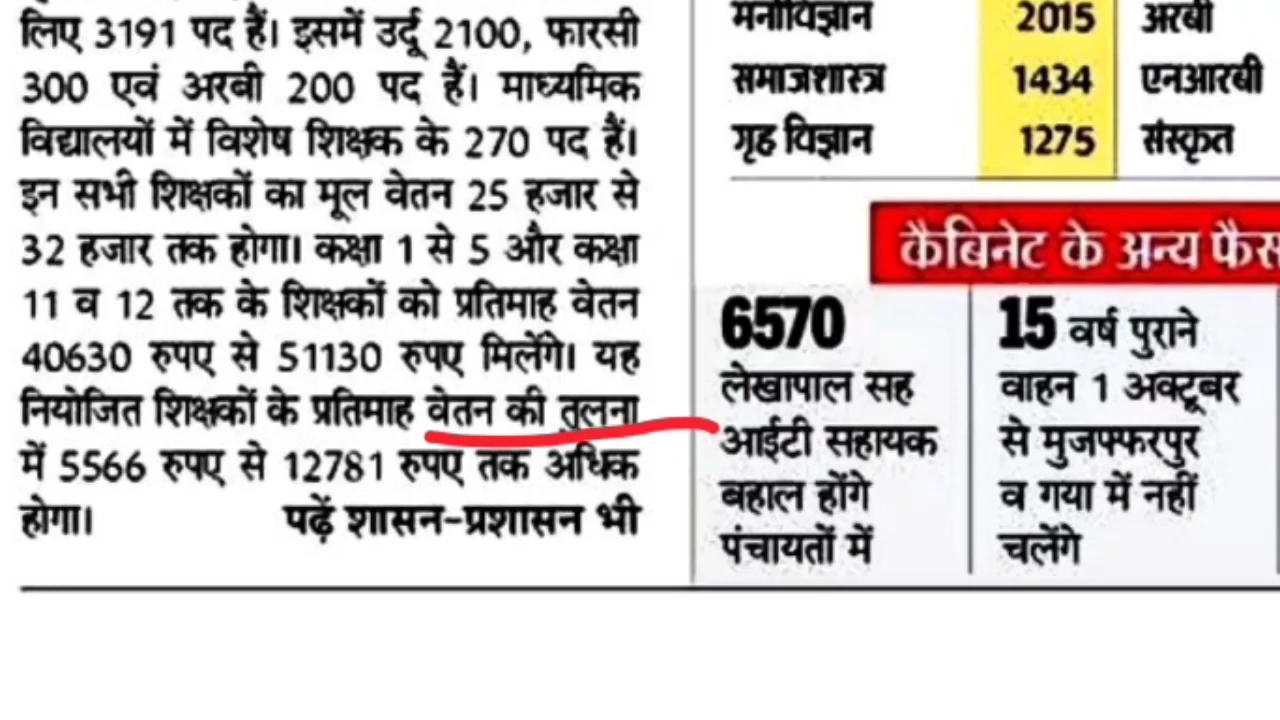 लिए 3191 पद हैं। इसमें उर्दू 2100, फारसी
300 एवं अरबी 200 पद हैं। माध्यमिक
विद्यालयों में विशेष शिक्षक के 270 पद हैं।
इन सभी शिक्षकों का मूल वेतन 25 हजार से
32 हजार तक होगा। कक्षा 1 से 5 और कक्षा
11 व 12 तक के शिक्षकों को प्रतिमाह वेतन
40630 रुपए से 51130 रुपए मिलेंगे। यह
नियोजित शिक्षकों के प्रतिमाह वेतन की तुलना
में 5566 रुपए से 12781 रुपए तक अधिक
होगा। पढ़ें शासन-प्रशासन भी
मनोविज्ञान 2015 अरबी
समाजशास्त्र 1434 एनआरबी
गृह विज्ञान 1275 संस्कृत
कैबिनेट के अन्य
6570
लेखापाल सह
आईटी सहायक
बहाल होंगे
पंचायतों में
15 वर्ष पुराने
वाहन 1 अक्टूबर
से मुजफ्फरपुर
व गया में नहीं
चलेंगे